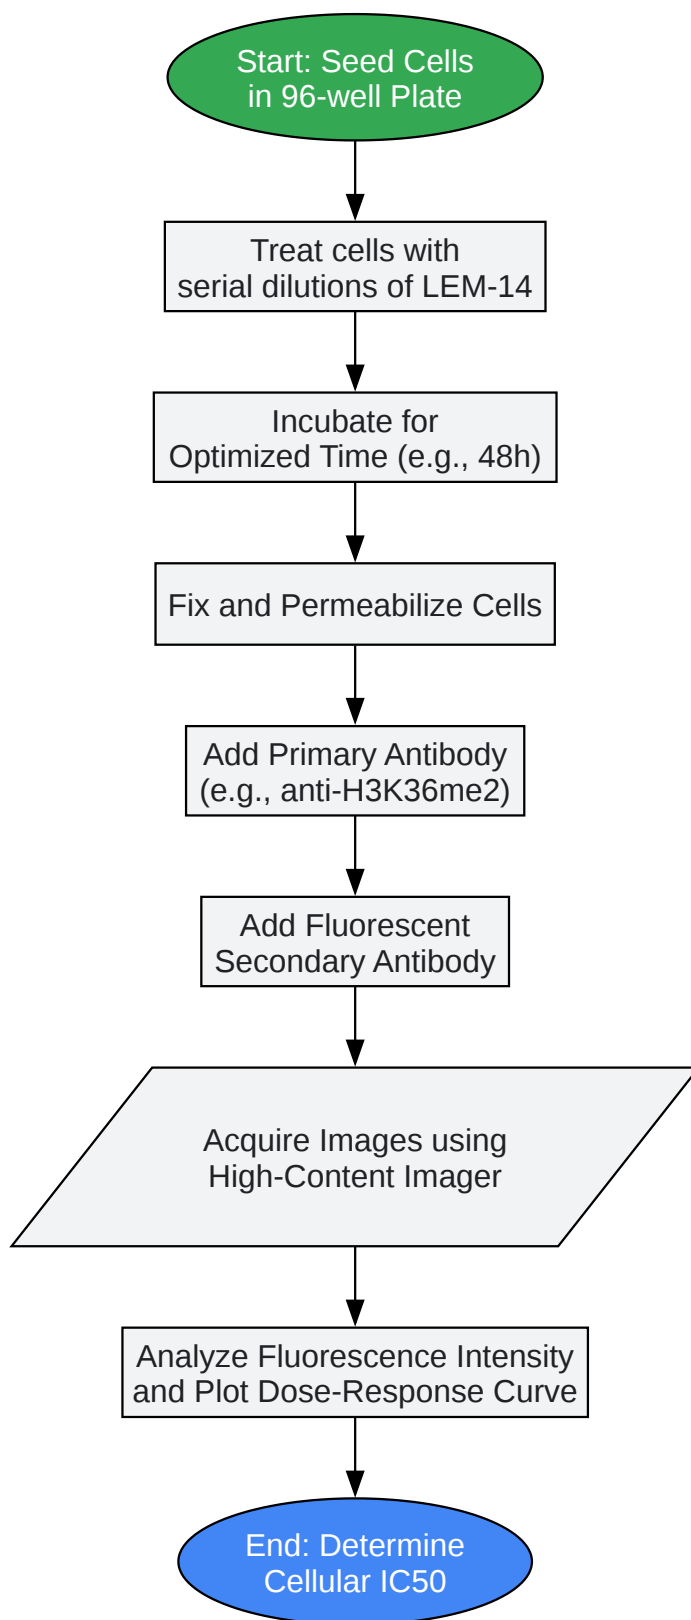 Start: Seed Cells
in 96-well Plate
Treat cells with
serial dilutions of LEM-14
Incubate for
Optimized Time (e.g., 48h)
Fix and Permeabilize Cells
Add Primary Antibody
(e.g., anti-H3K36me2)
Add Fluorescent
Secondary Antibody
Acquire Images using
High-Content Imager
Analyze Fluorescence Intensity
and Plot Dose-Response Curve
End: Determine
Cellular IC50